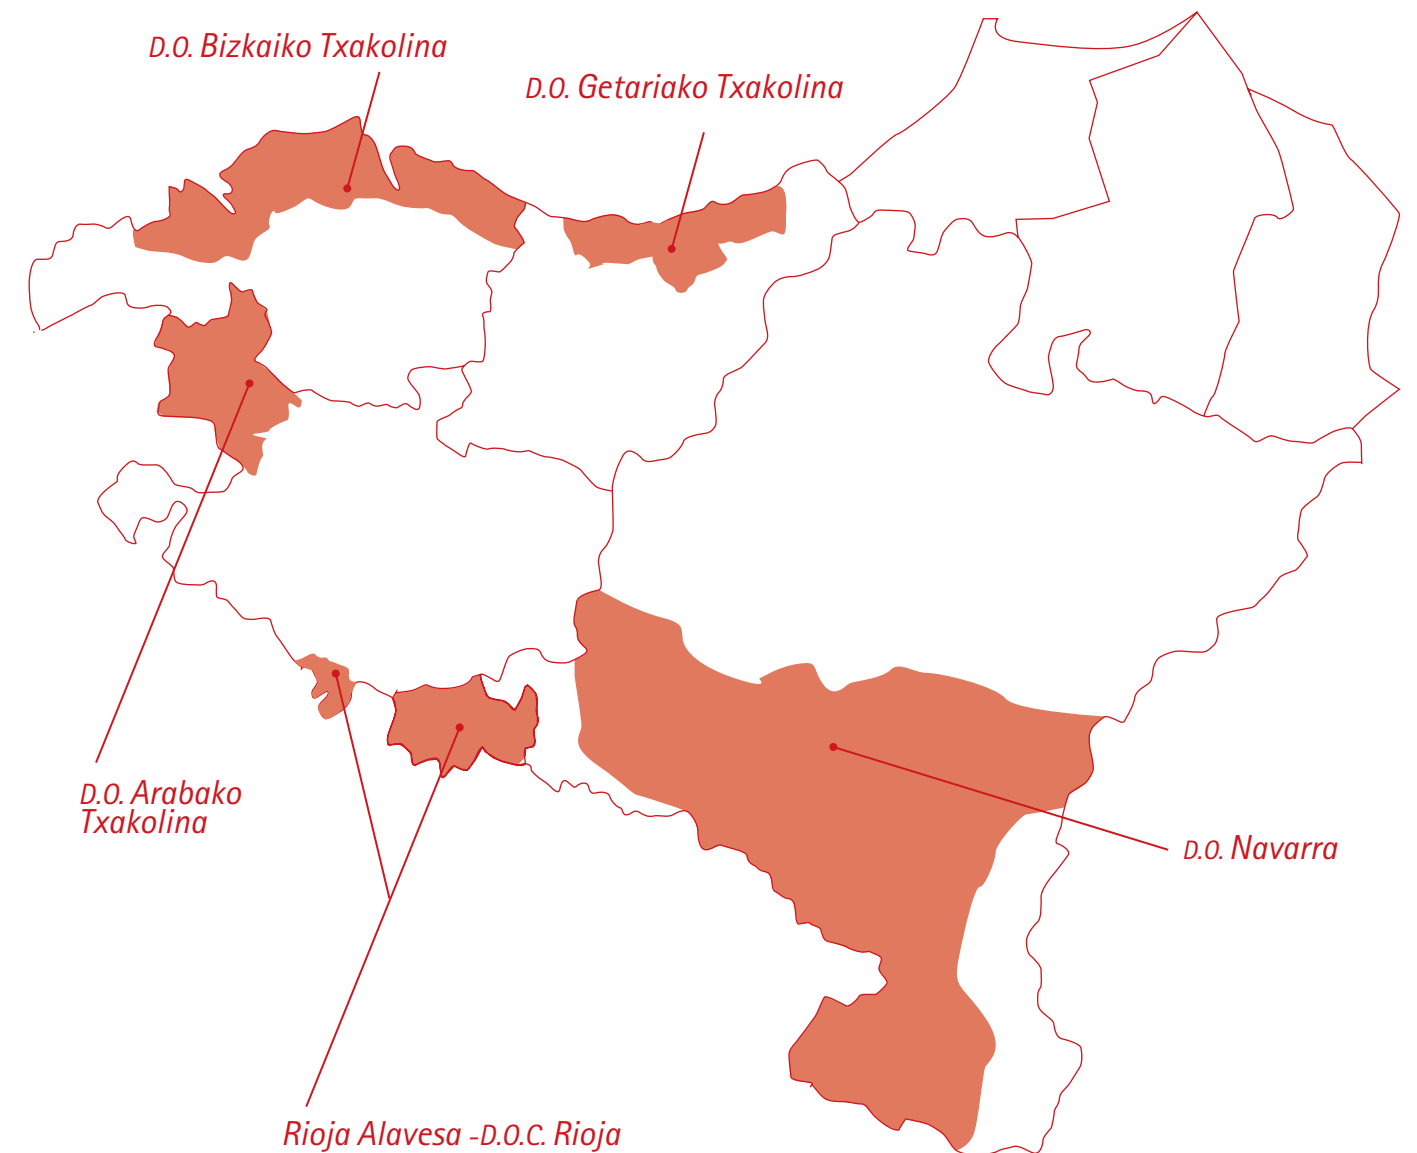 D.O. Bizkaiko Txakolina
D.O. Getariako Txakolina
D.O. Arabako
Txakolina
D.O. Navarra
Rioja Alavesa -D.O.C. Rioja